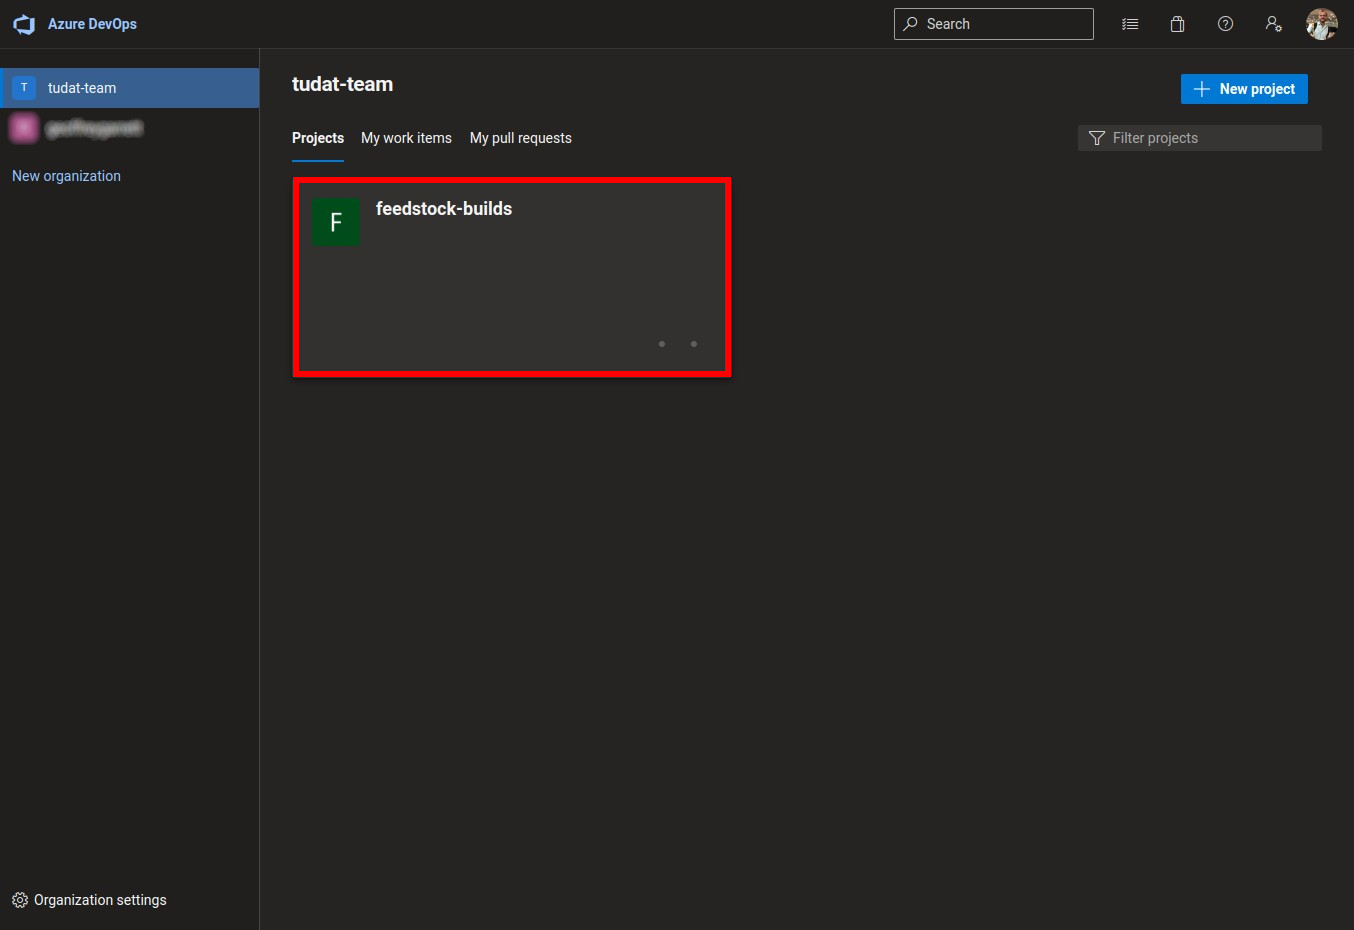 Azure DevOps
Search
T
tudat-team
New organization
Organization settings
tudat-team
New project
Projects
My work items
My pull requests
Filter projects
F
feedstock-builds